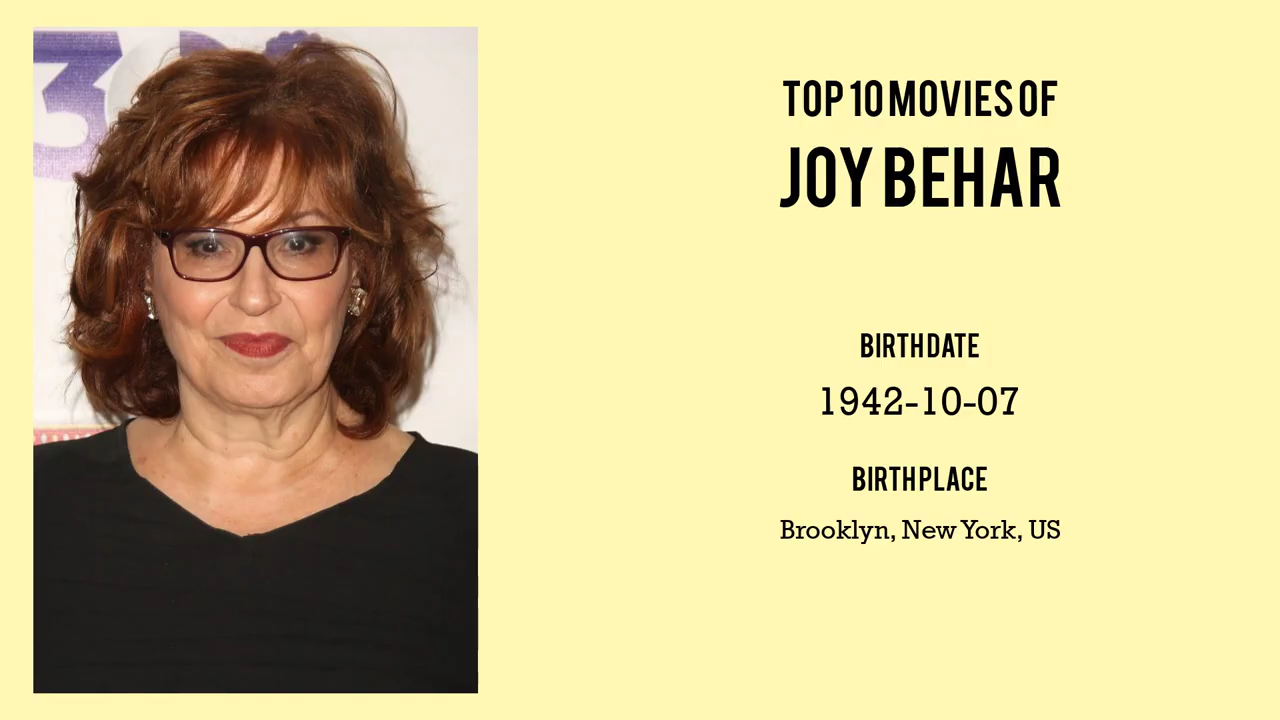 TOP 10 MOVIES OF
JOY BEHAR
BIRTHDATE
1942-10-07
BIRTHPLACE
Brooklyn, New York, US